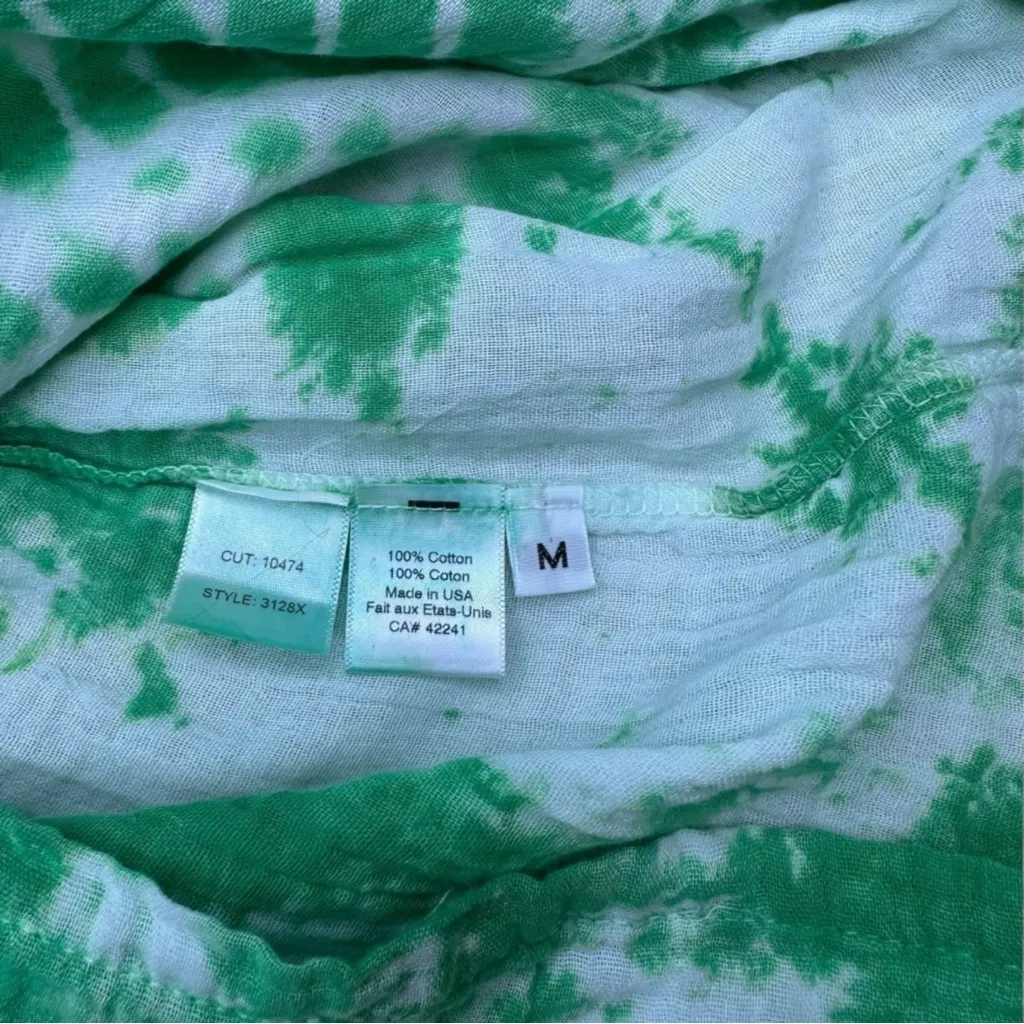 CUT: 10474
STYLE: 3128X
100% Cotton
100% Coton
Made in USA
Fait aux Etats-Unis
CA# 42241
M